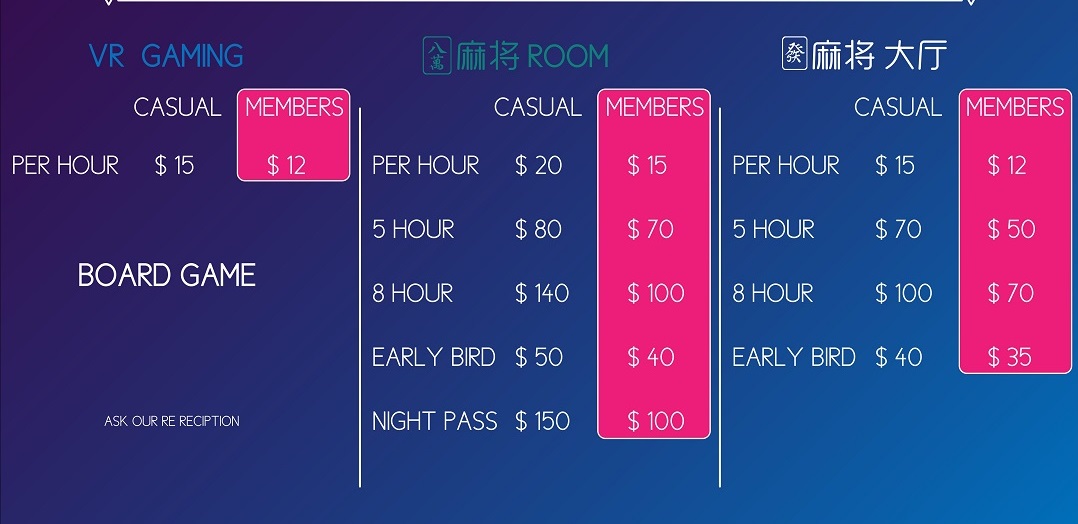 VR GAMING
CASUAL MEMBERS
PER HOUR $ 15 $ 12
BOARD GAME
ASK OUR RE RECIPTION
八萬 麻将 ROOM
CASUAL MEMBERS
PER HOUR $ 20 $ 15
5 HOUR $ 80 $ 70
8 HOUR $ 140 $ 100
EARLY BIRD $ 50 $ 40
NIGHT PASS $ 150 $ 100
發 麻将 大厅
CASUAL MEMBERS
PER HOUR $ 15 $ 12
5 HOUR $ 70 $ 50
8 HOUR $ 100 $ 70
EARLY BIRD $ 40 $ 35